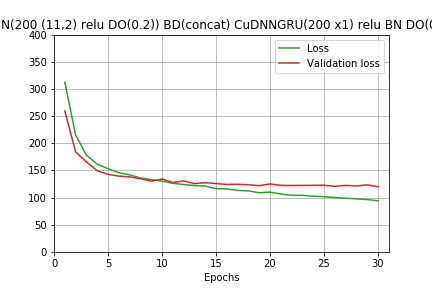 N(200 (11,2) relu DO(0.2)) BD(concat) CuDNNGRU(200 x1) relu BN DO(0
400
350
300
250
200
150
100
50
0
Loss
Validation loss
0 5 10 15 20 25 30
Epochs